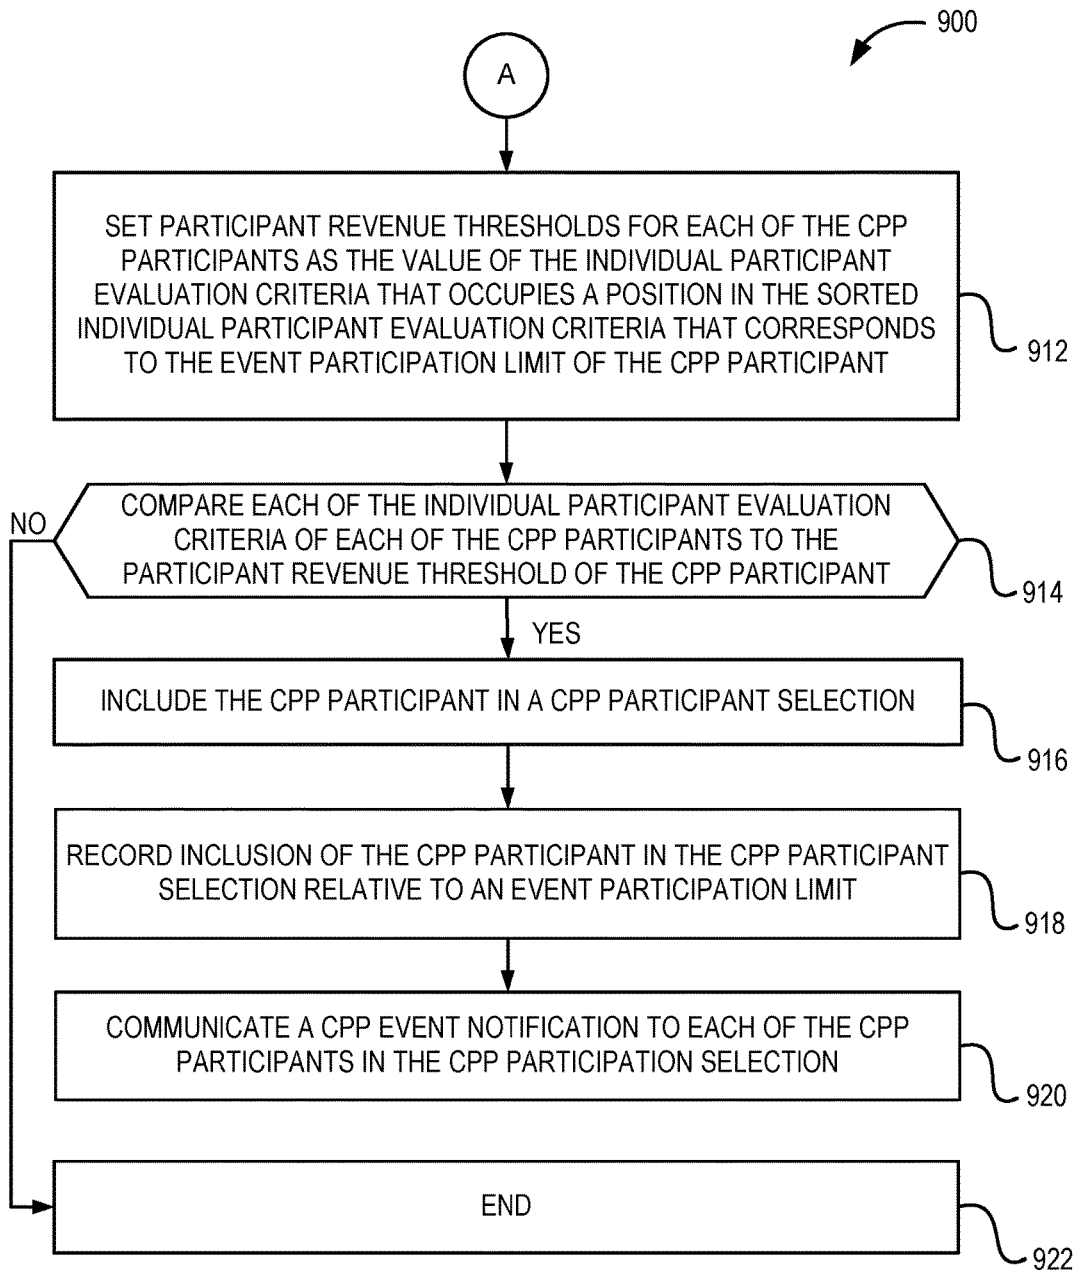 900
A
SET PARTICIPANT REVENUE THRESHOLDS FOR EACH OF THE CPP
PARTICIPANTS AS THE VALUE OF THE INDIVIDUAL PARTICIPANT
EVALUATION CRITERIA THAT OCCUPIES A POSITION IN THE SORTED
INDIVIDUAL PARTICIPANT EVALUATION CRITERIA THAT CORRESPONDS
TO THE EVENT PARTICIPATION LIMIT OF THE CPP PARTICIPANT
912
NO
COMPARE EACH OF THE INDIVIDUAL PARTICIPANT EVALUATION
CRITERIA OF EACH OF THE CPP PARTICIPANTS TO THE
PARTICIPANT REVENUE THRESHOLD OF THE CPP PARTICIPANT
914
YES
INCLUDE THE CPP PARTICIPANT IN A CPP PARTICIPANT SELECTION
916
RECORD INCLUSION OF THE CPP PARTICIPANT IN THE CPP PARTICIPANT
SELECTION RELATIVE TO AN EVENT PARTICIPATION LIMIT
918
COMMUNICATE A CPP EVENT NOTIFICATION TO EACH OF THE CPP
PARTICIPANTS IN THE CPP PARTICIPATION SELECTION
920
END
922